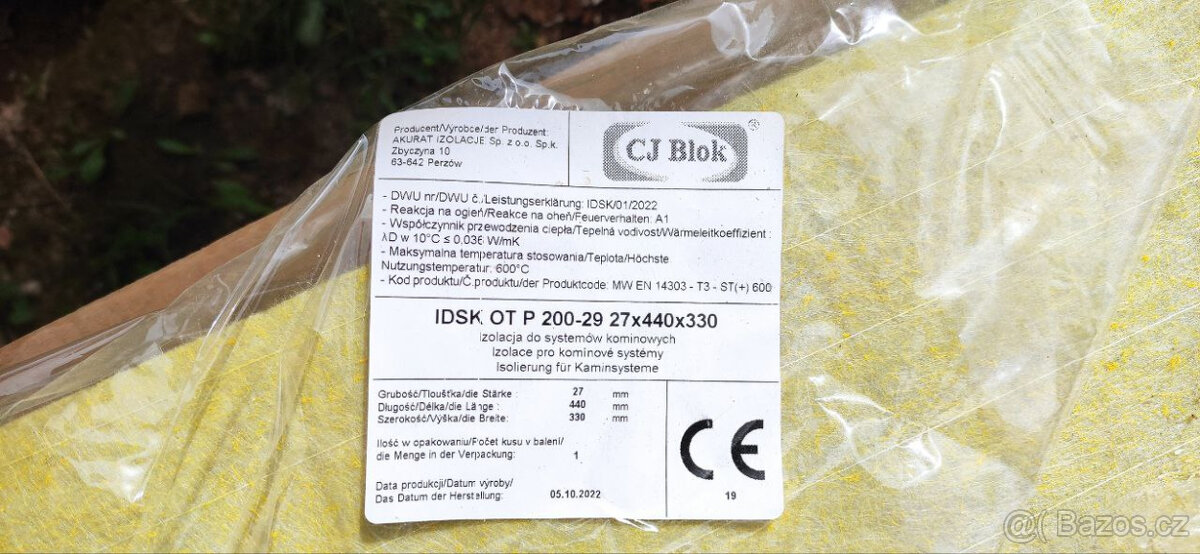 Producent/Výrobce/der Produzent:
AKURAT IZOLACJE Sp. z o.o. Sp.k.
Zbyczyna 10
63-642 Perzów
CJ Blok
®
- DWU nr/DWU č./Leistungserklärung: IDSK/01/2022
- Reakcja na ogień/Reakce na oheň/Feuerverhalten: A1
- Współczynnik przewodzenia ciepła/Tepelná vodivost/Wärmeleitkoeffizient :
λD w 10°C ≤ 0,036 W/mK
- Maksymalna temperatura stosowania/Teplota/Höchste
Nutzungstemperatur: 600°C
- Kod produktu/Č.produktu/der Produktcode: MW EN 14303 - T3 - ST(+) 600
IDSK OT P 200-29 27x440x330
izolacja do systemów kominowych
Izolace pro komínové systémy
Isolierung für Kaminsysteme
Grubość/Tloušťka/die Stärke : 27 mm
Długość/Délka/die Länge : 440 mm
Szerokość/Výška/die Breite: 330 mm
Ilość w opakowaniu/Počet kusu v balení/
die Menge in der Verpackung: 1
Data produkcji/Datum výroby/
Das Datum der Herstellung: 05.10.2022
CE
19
@( Bazos.cz